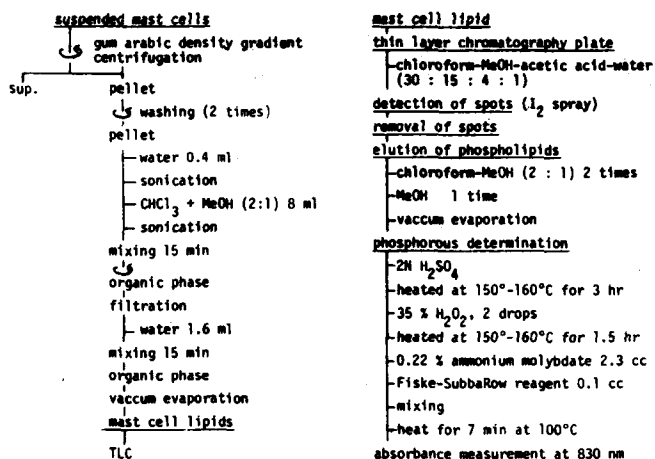 suspended mast cells
gum arabic density gradient
centrifugation
Sup.
pellet
washing (2 times)
pellet
water 0.4 ml
sonication
CHCl3 + MeOH (2:1) 8 ml
sonication
mixing 15 min
organic phase
filtration
water 1.6 ml
mixing 15 min
organic phase
vaccum evaporation
mast cell lipids
TLC
mast cell lipid
thin layer chromatography plate
chloroform-MeOH-acetic acid-water
(30 : 15 : 4 : 1)
detection of spots (I2 spray)
removal of spots
elution of phospholipids
chloroform-MeOH (2 : 1) 2 times
MeOH 1 time
vaccum evaporation
phosphorous determination
2N H2SO4
heated at 150°-160°C for 3 hr
35 % H2O2, 2 drops
heated at 150°-160°C for 1.5 hr
0.22 % ammonium molybdate 2.3 cc
Fiske-SubbaRow reagent 0.1 cc
mixing
heat for 7 min at 100°C
absorbance measurement at 830 nm